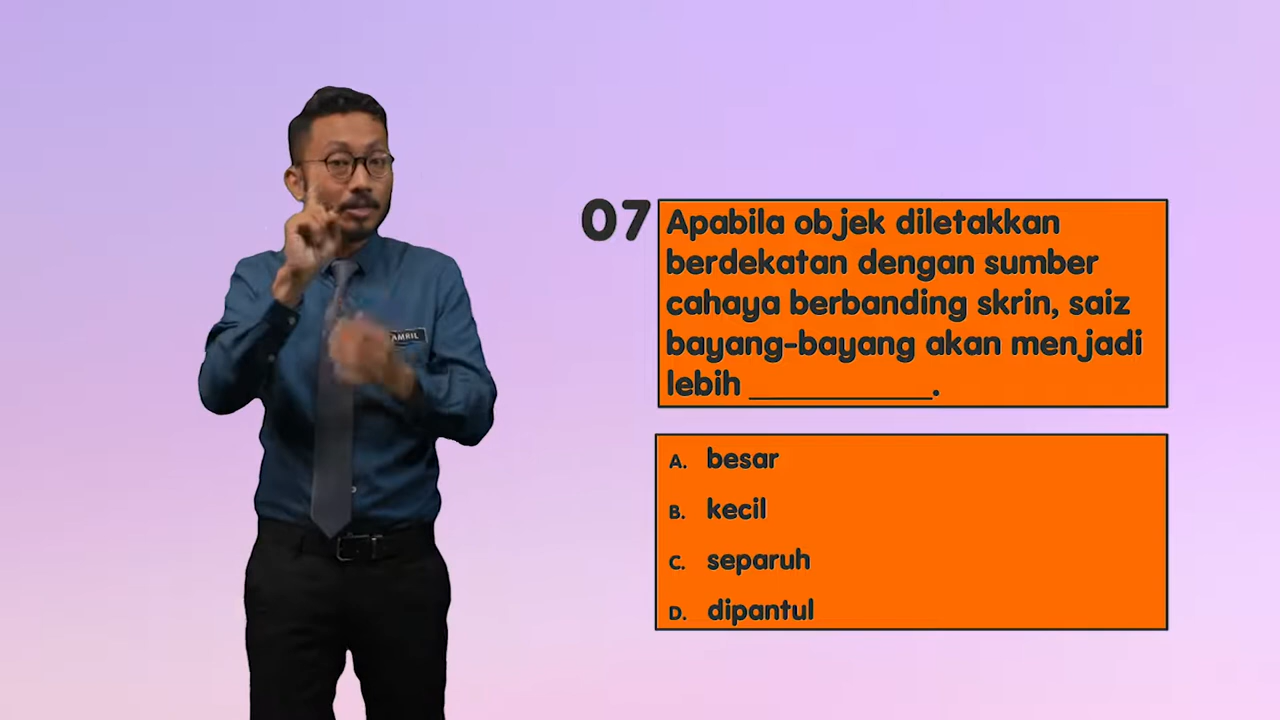 AMRIL
07
Apabila objek diletakkan
berdekatan dengan sumber
cahaya berbanding skrin, saiz
bayang-bayang akan menjadi
lebih ____________.
A. besar
B. kecil
C. separuh
D. dipantul